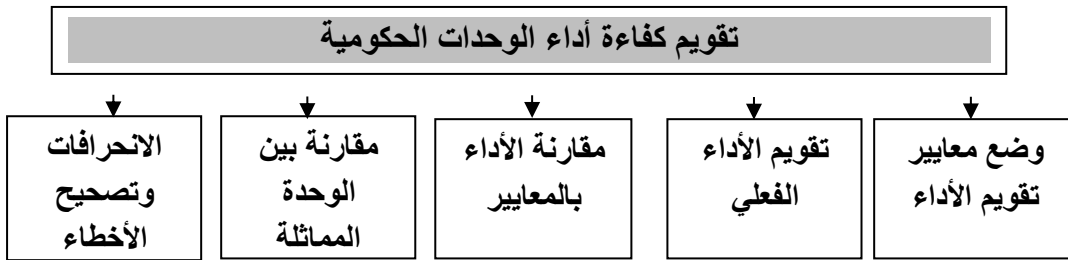 تقويم كفاءة أداء الوحدات الحكومية
وضع معايير
تقويم الأداء
تقويم الأداء
الفعلي
مقارنة الأداء
بالمعايير
مقارنة بين
الوحدة
المماثلة
الانحرافات
وتصحيح
الأخطاء